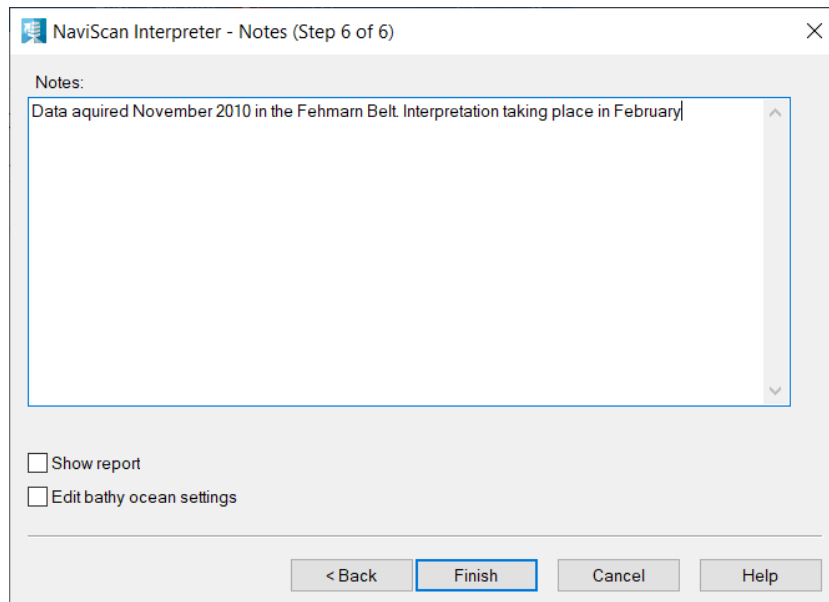 NaviScan Interpreter - Notes (Step 6 of 6)
Notes:
Data aquired November 2010 in the Fehmarn Belt. Interpretation taking place in February
Show report
Edit bathy ocean settings
< Back Finish Cancel Help